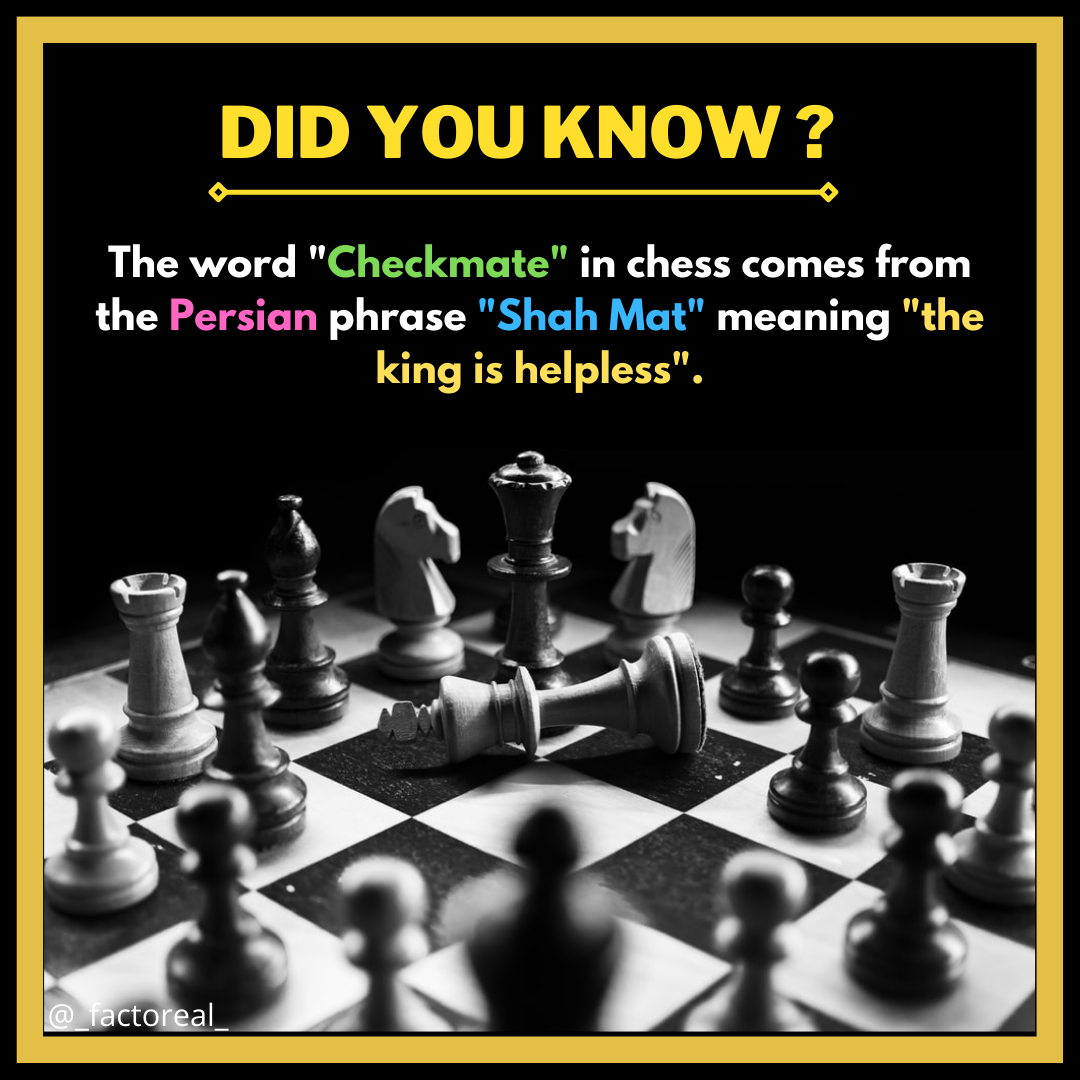 DID YOU KNOW ?
The word "Checkmate" in chess comes from
the Persian phrase "Shah Mat" meaning "the
king is helpless".
@_factoreal_